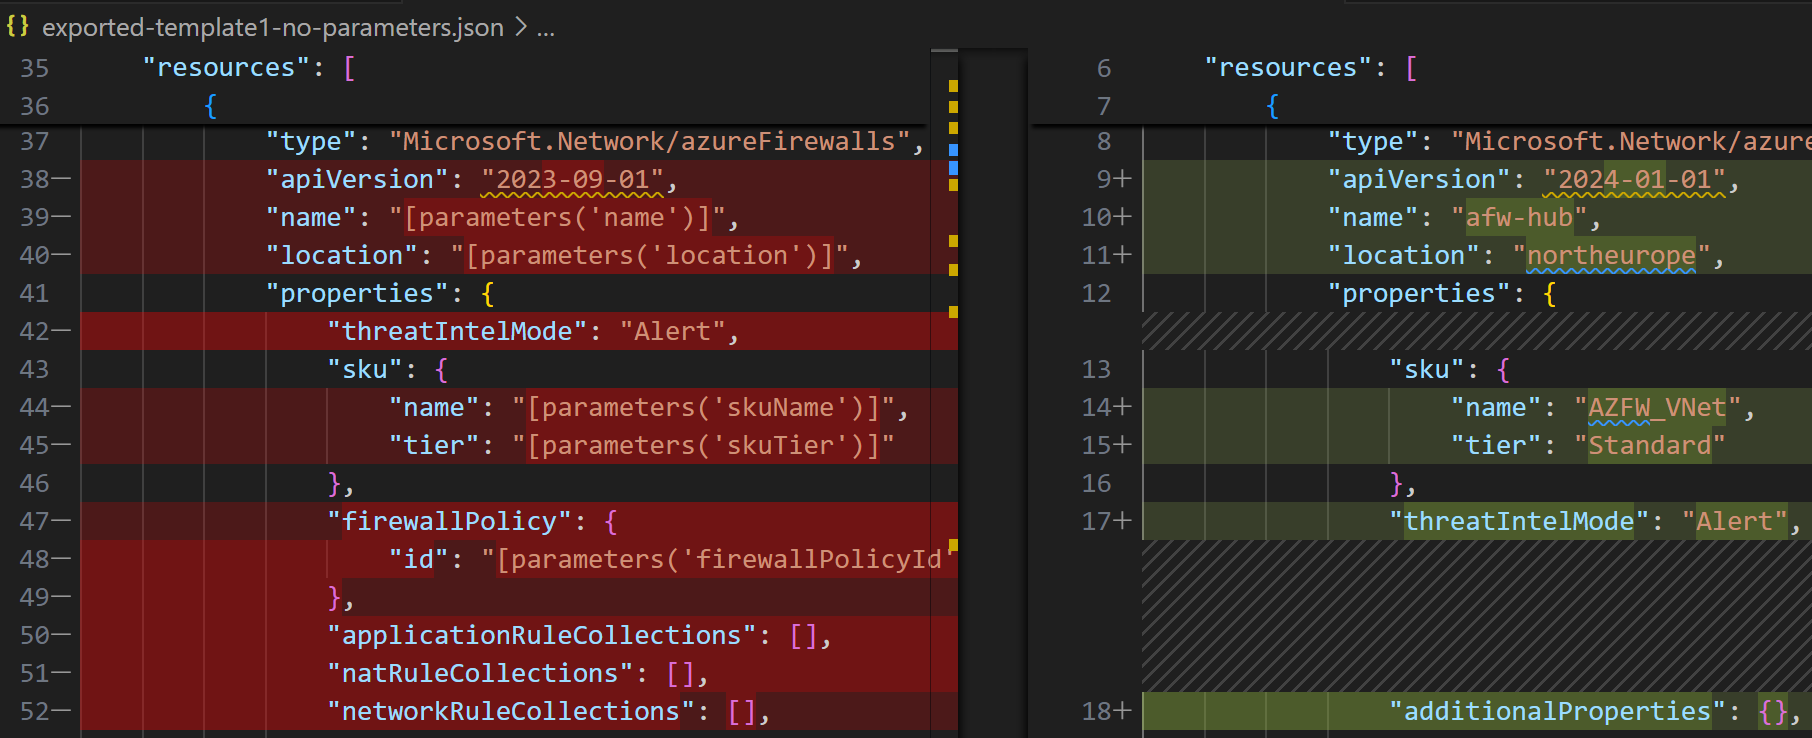 {} exported-template1-no-parameters.json > ...
35 "resources": [
36 {
37 "type": "Microsoft.Network/azureFirewalls",
38— "apiVersion": "2023-09-01",
39— "name": "[parameters('name')]",
40— "location": "[parameters('location')]",
41 "properties": {
42— "threatIntelMode": "Alert",
43 "sku": {
44— "name": "[parameters('skuName')]",
45— "tier": "[parameters('skuTier')]"
46 },
47— "firewallPolicy": {
48— "id": "[parameters('firewallPolicyId'
49— },
50— "applicationRuleCollections": [],
51— "natRuleCollections": [],
52— "networkRuleCollections": [],
6 "resources": [
7 {
8 "type": "Microsoft.Network/azure
9+ "apiVersion": "2024-01-01",
10+ "name": "afw-hub",
11+ "location": "northeurope",
12 "properties": {
13 "sku": {
14+ "name": "AZFW_VNet",
15+ "tier": "Standard"
16 },
17+ "threatIntelMode": "Alert",
18+ "additionalProperties": {},